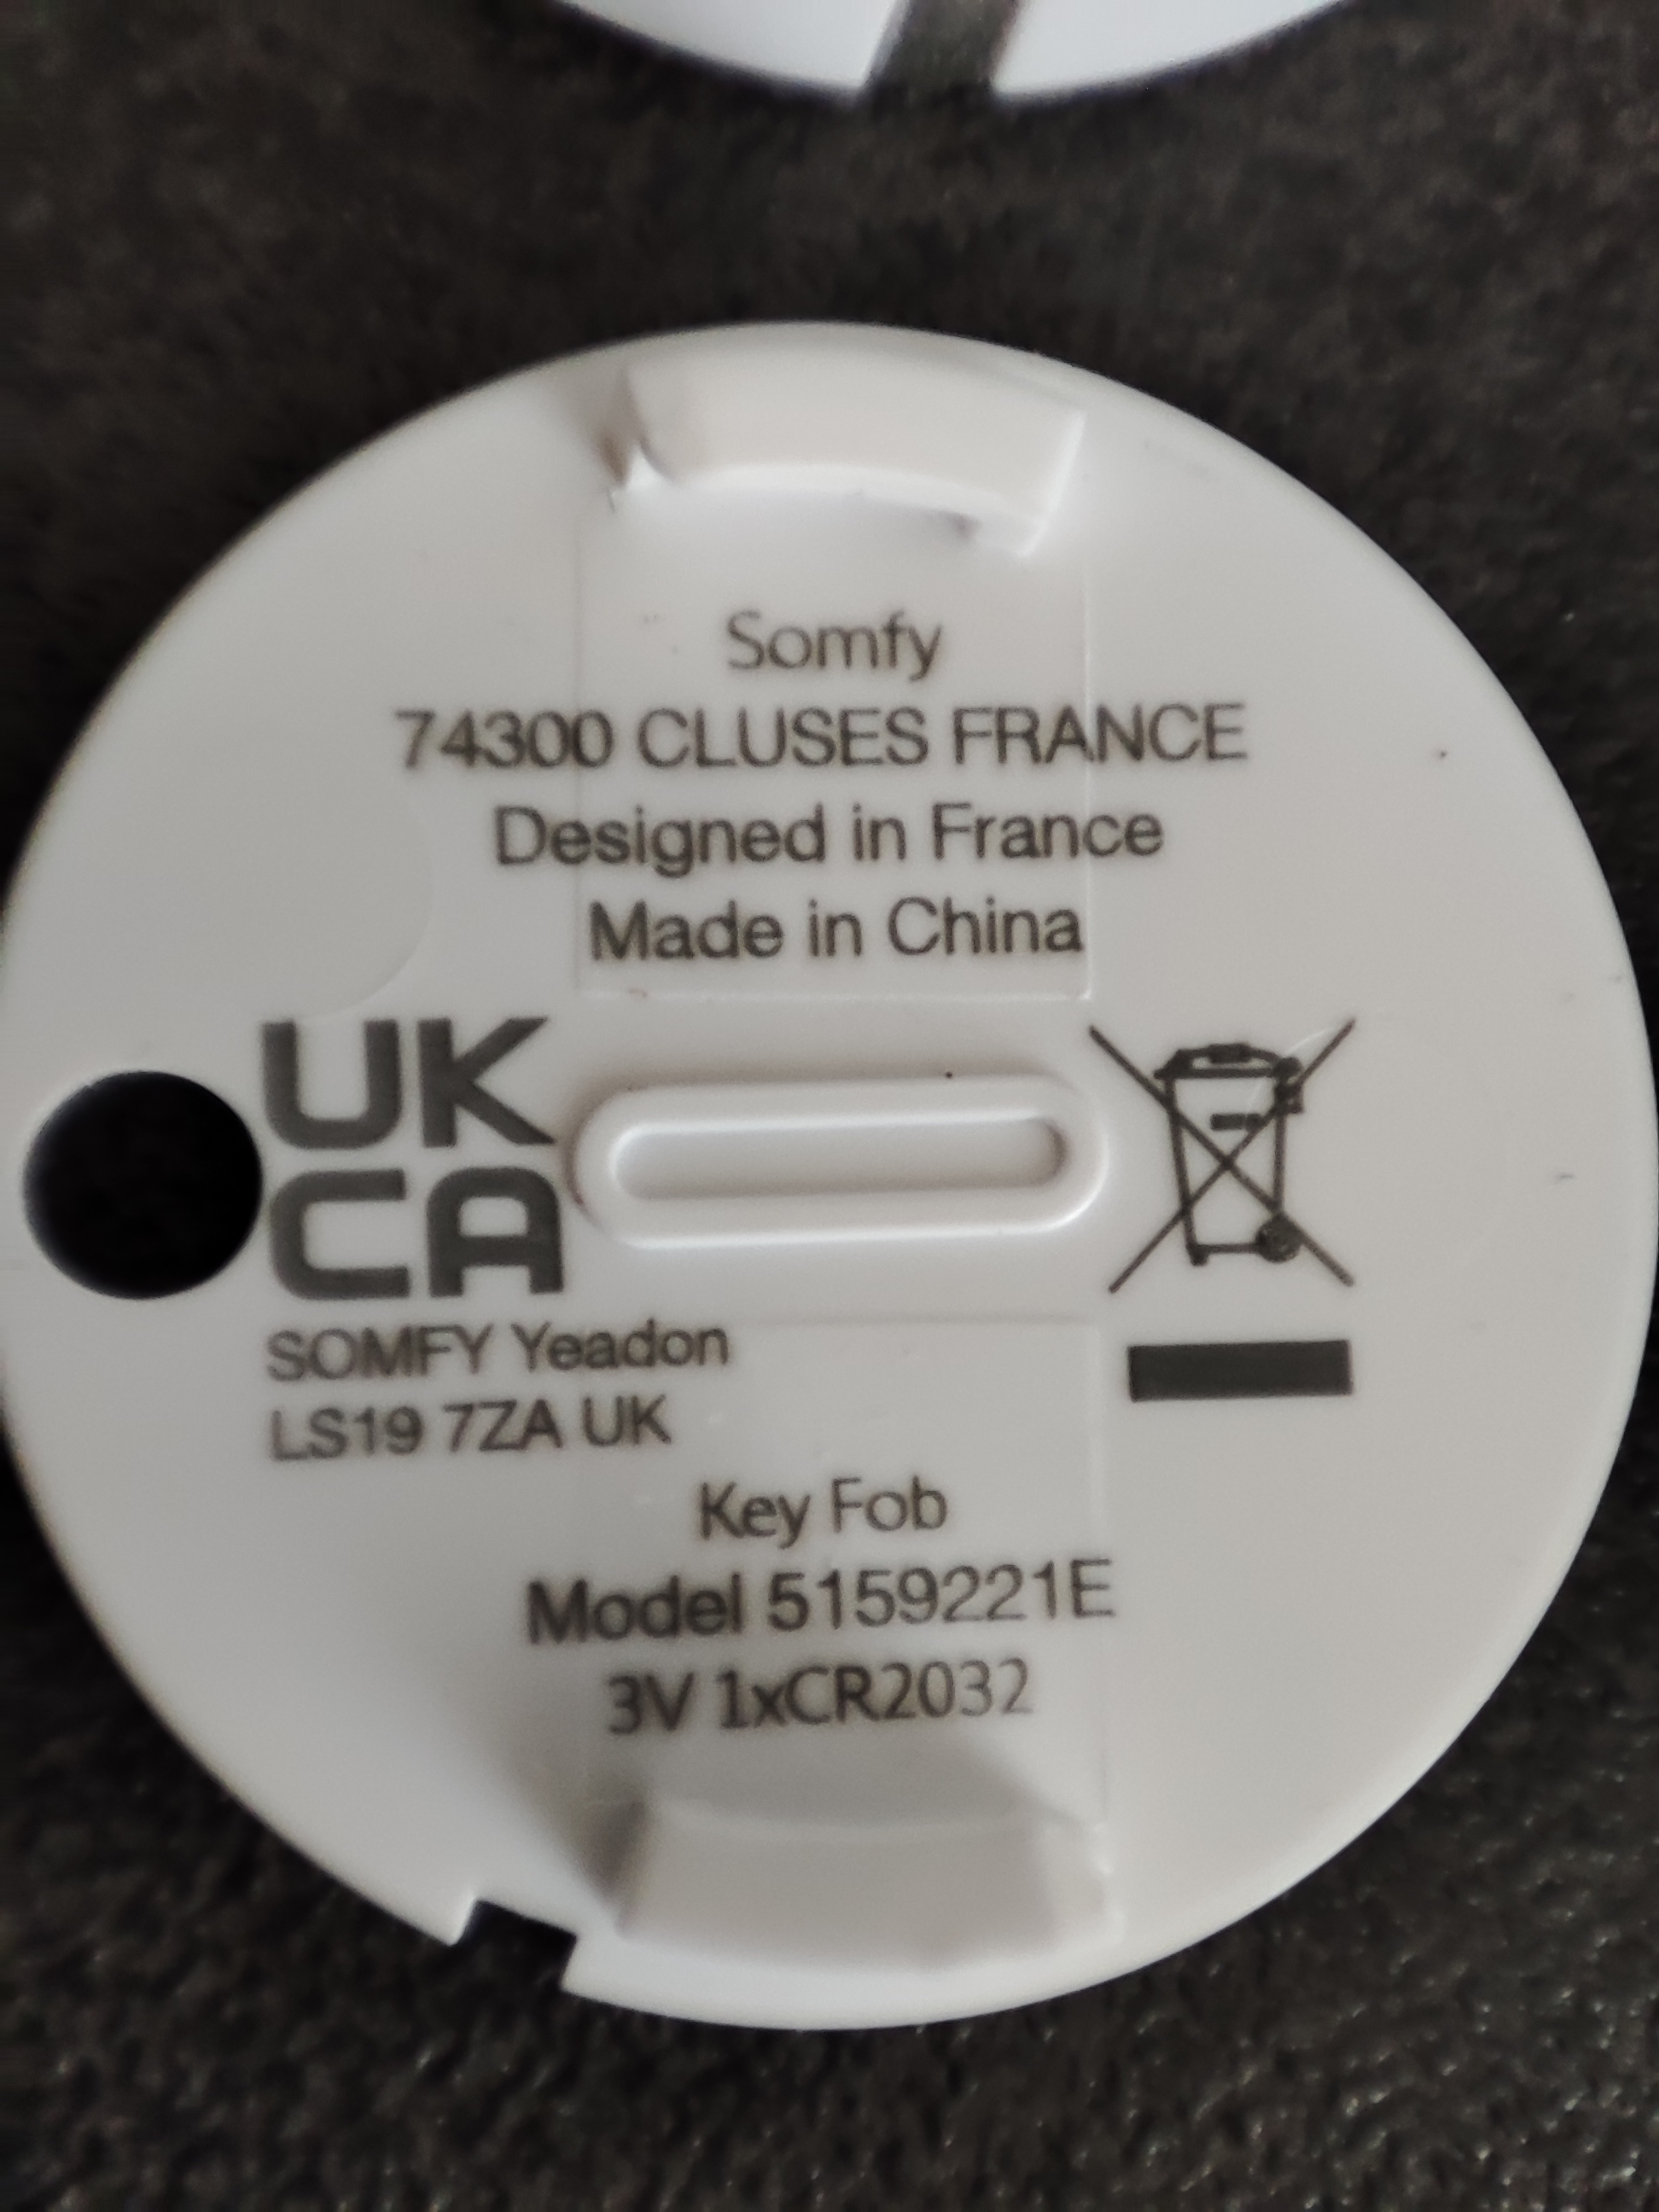 Somfy
74300 CLUSES FRANCE
Designed in France
Made in China
UK
CA
SOMFY Yeadon
LS19 7ZA UK
Key Fob
Model 5159221E
3V 1xCR2032